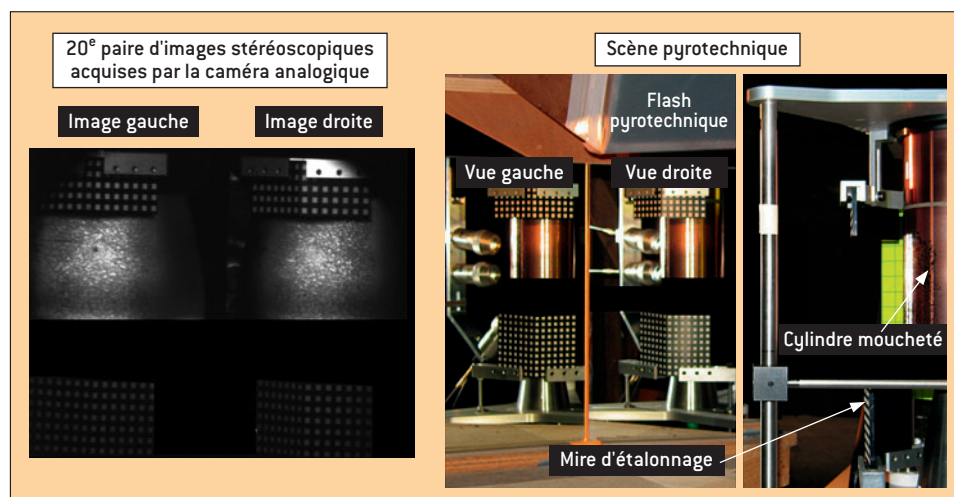 20e paire d'images stéréoscopiques
acquises par la caméra analogique
Image gauche
Image droite
Scène pyrotechnique
Flash
pyrotechnique
Vue gauche
Vue droite
Cylindre moucheté
Mire d'étalonnage